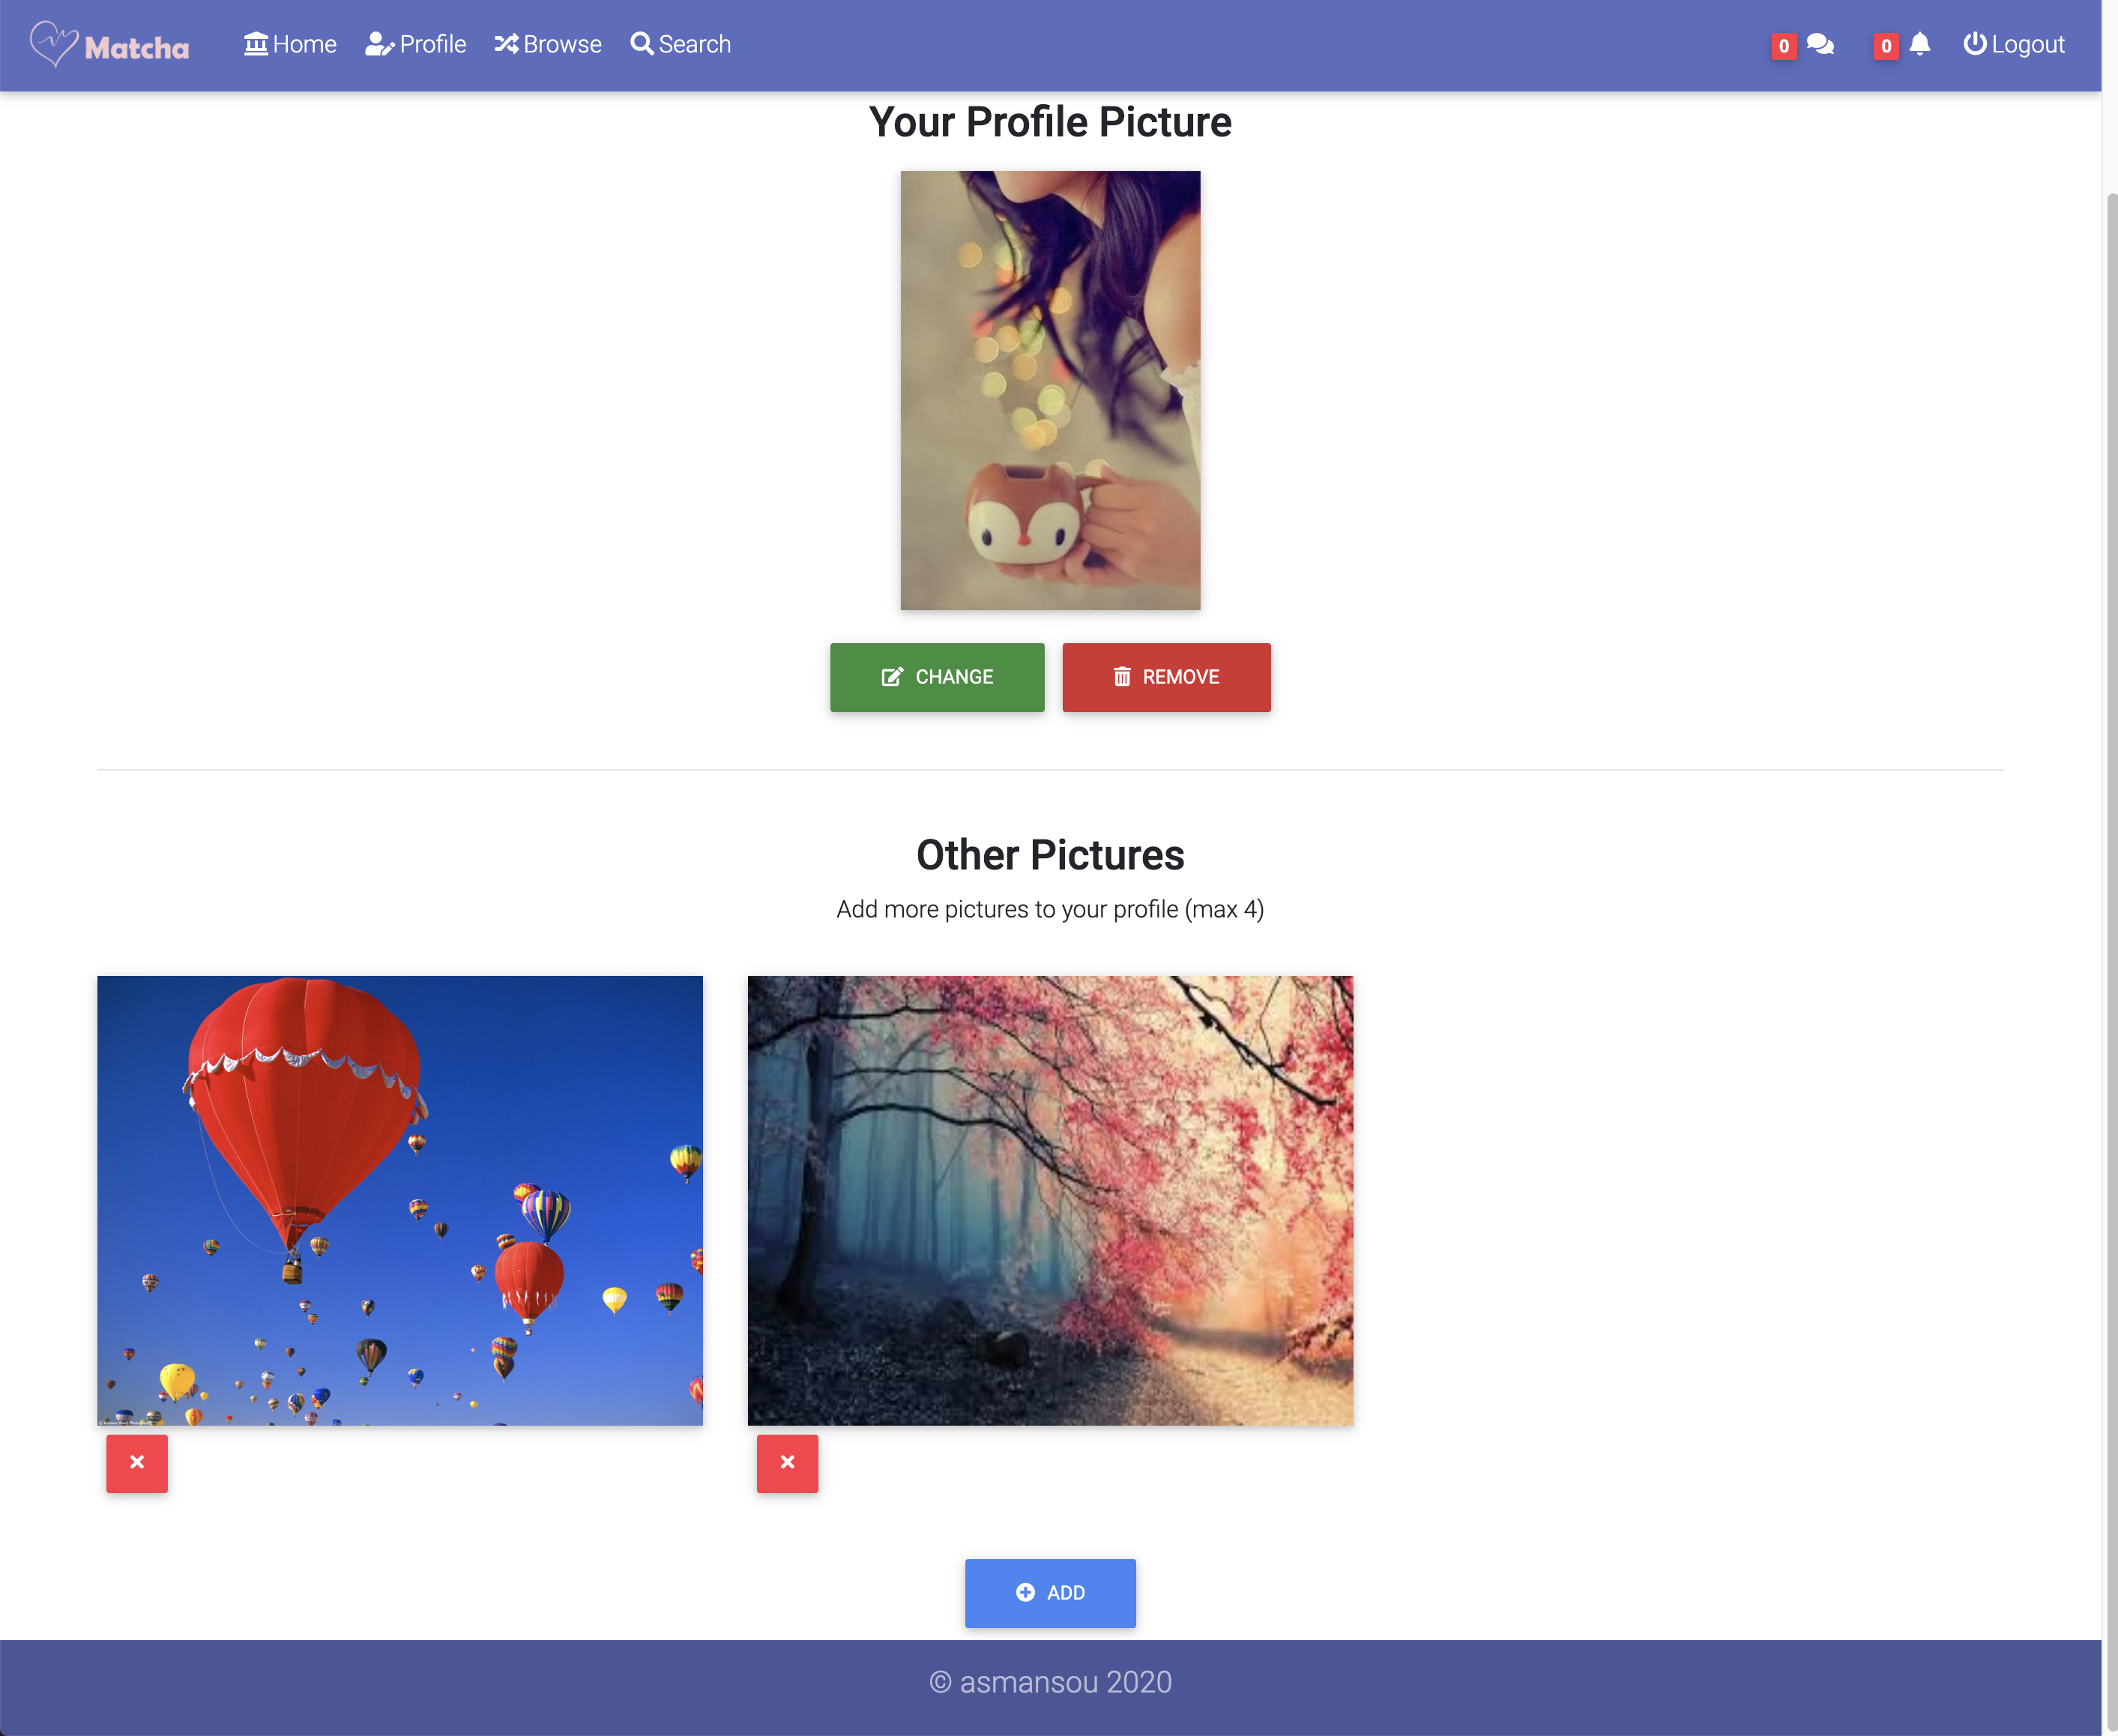 Matcha Home Profile Browse Search 0 0 Logout
Your Profile Picture
CHANGE REMOVE
Other Pictures
Add more pictures to your profile (max 4)
ADD
© asmansou 2020